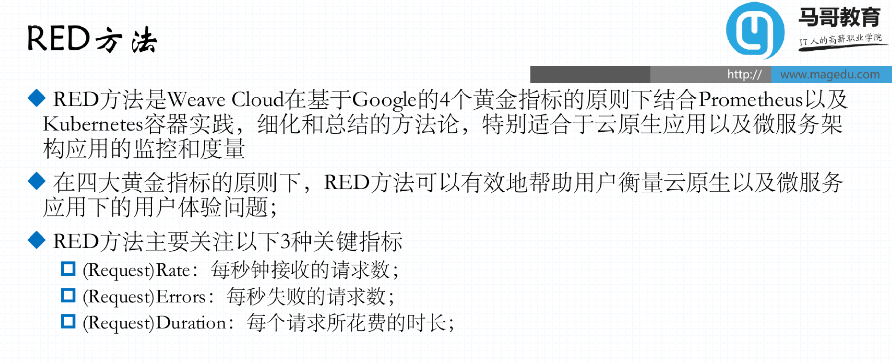 RED方法
马哥教育
IT人的高薪职业学院
http://
www.magedu.com
RED方法是Weave Cloud在基于Google的4个黄金指标的原则下结合Prometheus以及
Kubernetes容器实践，细化和总结的方法论，特别适合于云原生应用以及微服务架
构应用的监控和度量
在四大黄金指标的原则下，RED方法可以有效地帮助用户衡量云原生以及微服务
应用下的用户体验问题；
RED方法主要关注以下3种关键指标
(Request)Rate：每秒钟接收的请求数；
(Request)Errors：每秒失败的请求数；
(Request)Duration：每个请求所花费的时长；